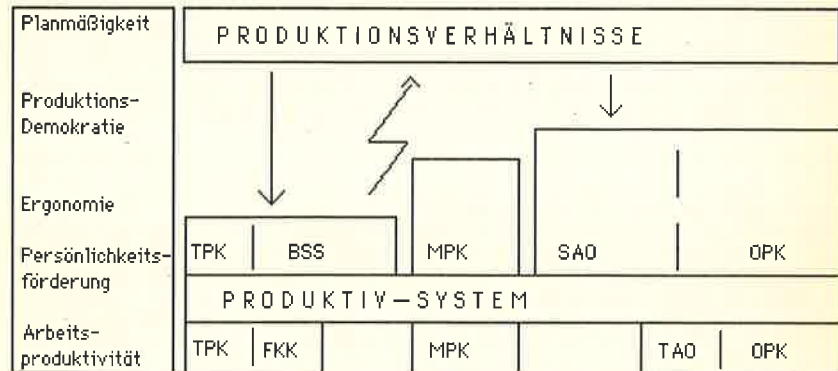 Planmäßigkeit
PRODUKTIONSVERHÄLTNISSE
Produktions-
Demokratie
Ergonomie
Persönlichkeits-
förderung
TPK BSS MPK SAO OPK
PRODUKTIV-SYSTEM
Arbeits-
produktivität
TPK FKK MPK TAO OPK